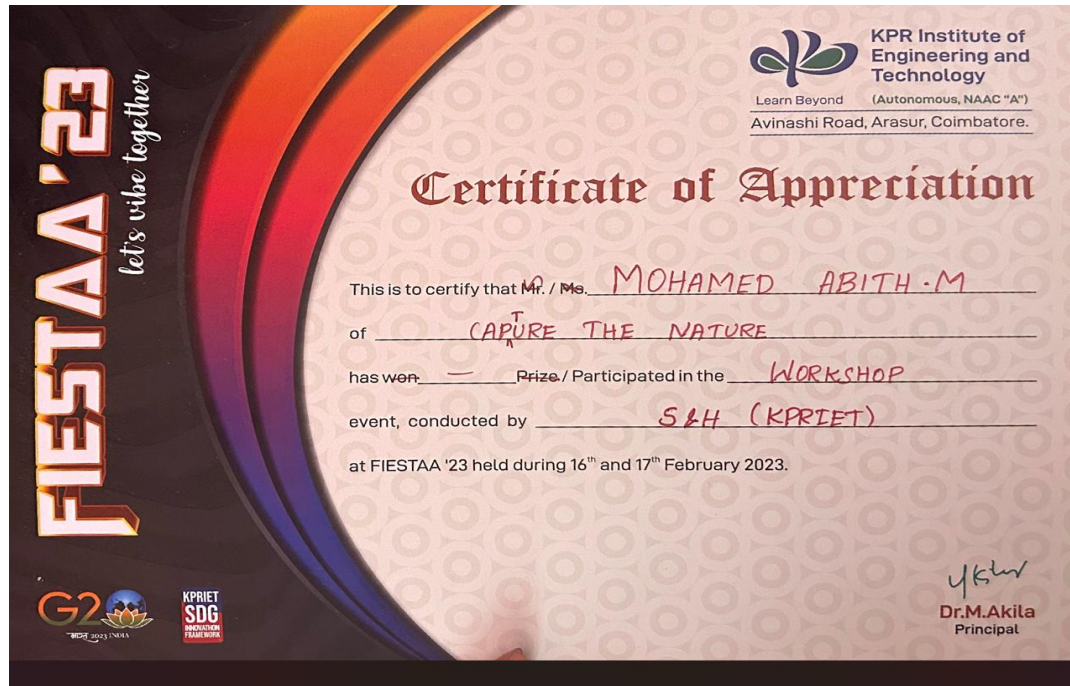 FIESTAA '23
let's vibe together
KPR Institute of
Engineering and
Technology
Learn Beyond (Autonomous, NAAC "A")
Avinashi Road, Arasur, Coimbatore.
Certificate of Appreciation
This is to certify that Mr. / Ms. MOHAMED ABITH.M
of CAPTURE THE NATURE
has won — Prize / Participated in the WORKSHOP
event, conducted by S&H (KPRIET)
at FIESTAA '23 held during 16th and 17th February 2023.
G20
भारत 2023 INDIA
KPRIET
SDG
INNOVATION
FRAMEWORK
Dr.M.Akila
Principal